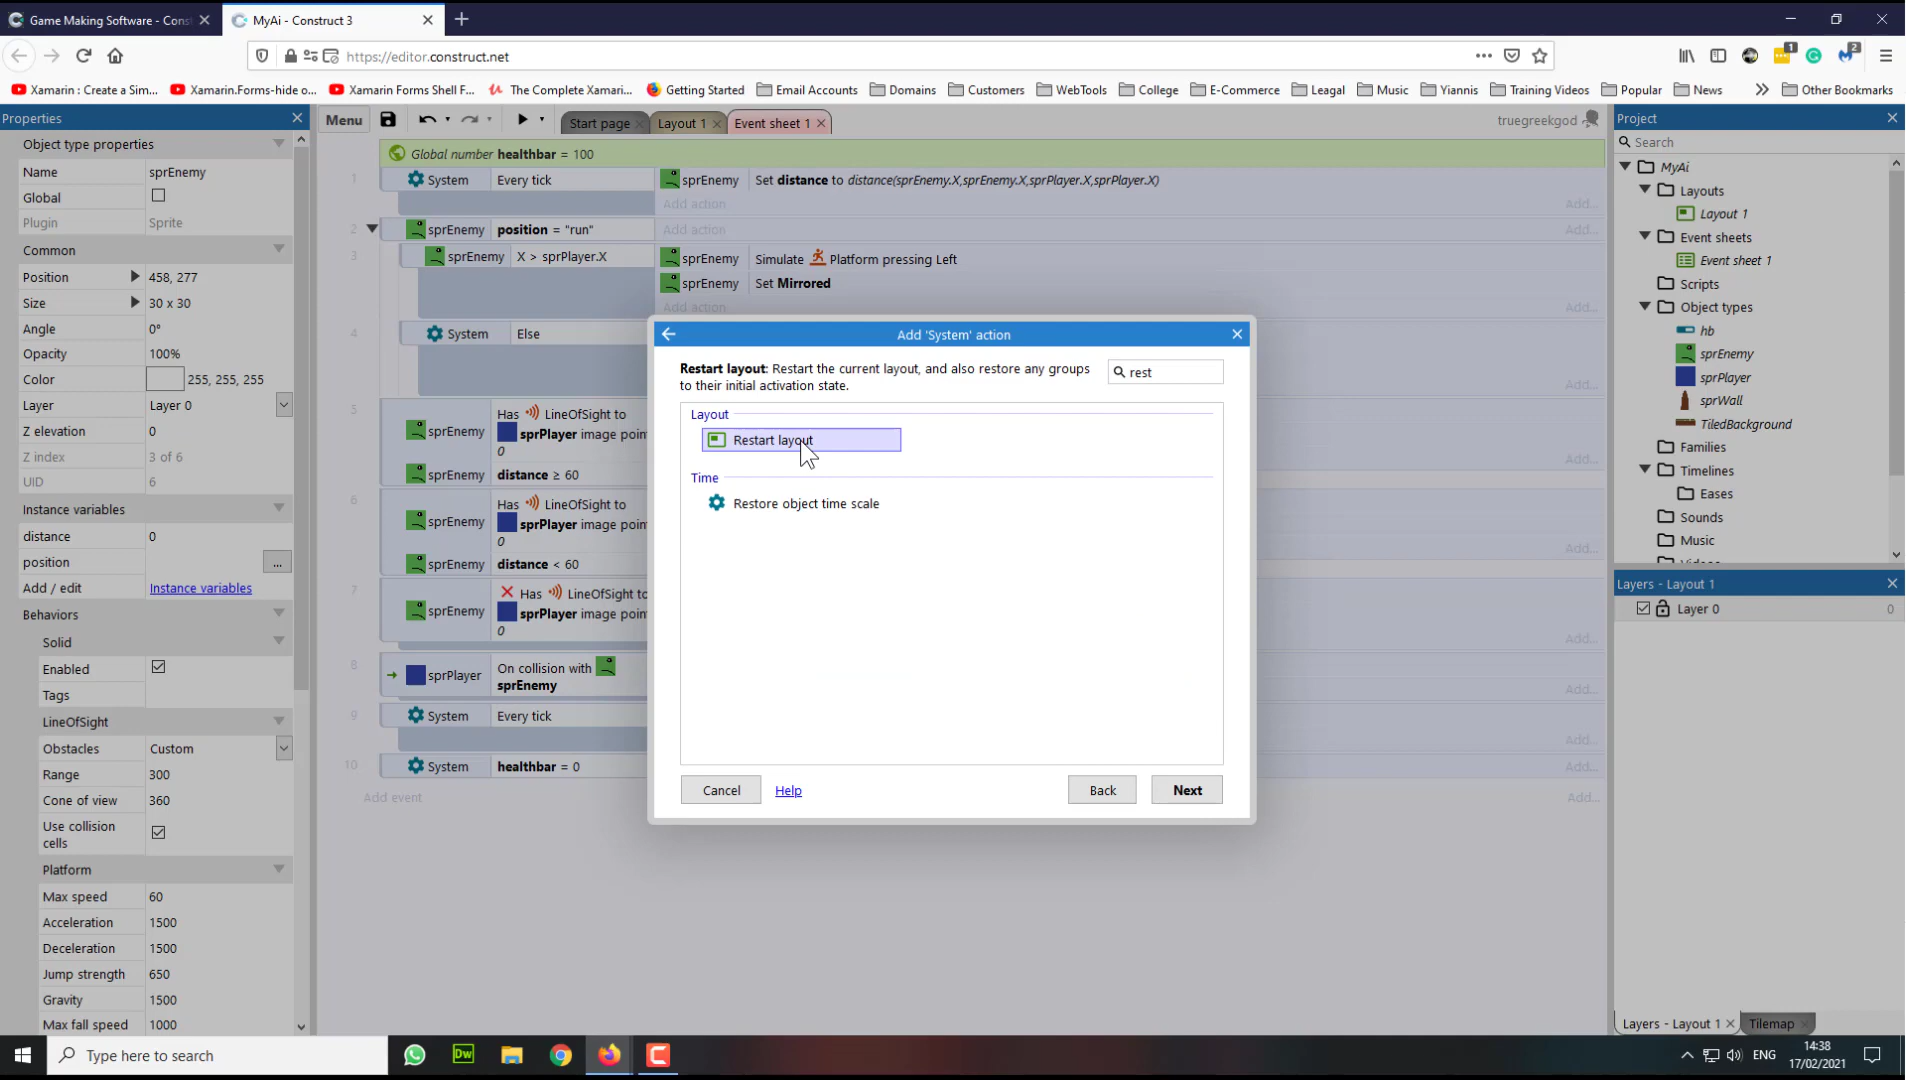 Game Making Software - Cons
MyAi - Construct 3
https://editor.construct.net
1
2
Xamarin : Create a Sim...
Xamarin.Forms-hide o...
Xamarin Forms Shell F...
The Complete Xamari...
Getting Started
Email Accounts
Domains
Customers
WebTools
College
E-Commerce
Leagal
Music
Yiannis
Training Videos
Popular
News
Other Bookmarks
Properties
Menu
Start page
Layout 1
Event sheet 1
truegreekgod
Project
Object type properties
Name
sprEnemy
Global
Plugin
Sprite
Common
Position
458, 277
Size
30 x 30
Angle
0°
Opacity
100%
Color
255, 255, 255
Layer
Layer 0
Z elevation
0
Z index
3 of 6
UID
6
Instance variables
distance
0
position
...
Add / edit
Instance variables
Behaviors
Solid
Enabled
Tags
LineOfSight
Obstacles
Custom
Range
300
Cone of view
360
Use collision
cells
Platform
Max speed
60
Acceleration
1500
Deceleration
1500
Jump strength
650
Gravity
1500
Max fall speed
1000
Global number healthbar = 100
1
System
Every tick
sprEnemy
Set distance to distance(sprEnemy.X,sprEnemy.X,sprPlayer.X,sprPlayer.X)
Add action
Add...
2
sprEnemy
position = "run"
Add action
Add...
3
sprEnemy
X > sprPlayer.X
sprEnemy
Simulate Platform pressing Left
sprEnemy
Set Mirrored
Add action
Add...
4
System
Else
Add...
5
sprEnemy
Has LineOfSight to
sprPlayer image poin
0
sprEnemy
distance ≥ 60
Add...
6
sprEnemy
Has LineOfSight to
sprPlayer image poin
0
sprEnemy
distance < 60
Add...
7
sprEnemy
Has LineOfSight to
sprPlayer image poin
0
Add...
8
sprPlayer
On collision with
sprEnemy
Add...
9
System
Every tick
Add...
10
System
healthbar = 0
Add...
Add event
Add...
Add 'System' action
Restart layout: Restart the current layout, and also restore any groups
to their initial activation state.
rest
Layout
Restart layout
Time
Restore object time scale
Cancel
Help
Back
Next
Search
MyAi
Layouts
Layout 1
Event sheets
Event sheet 1
Scripts
Object types
hb
sprEnemy
sprPlayer
sprWall
TiledBackground
Families
Timelines
Eases
Sounds
Music
Layers - Layout 1
Layer 0
0
Layers - Layout 1
Tilemap
Type here to search
Dw
ENG
14:38
17/02/2021